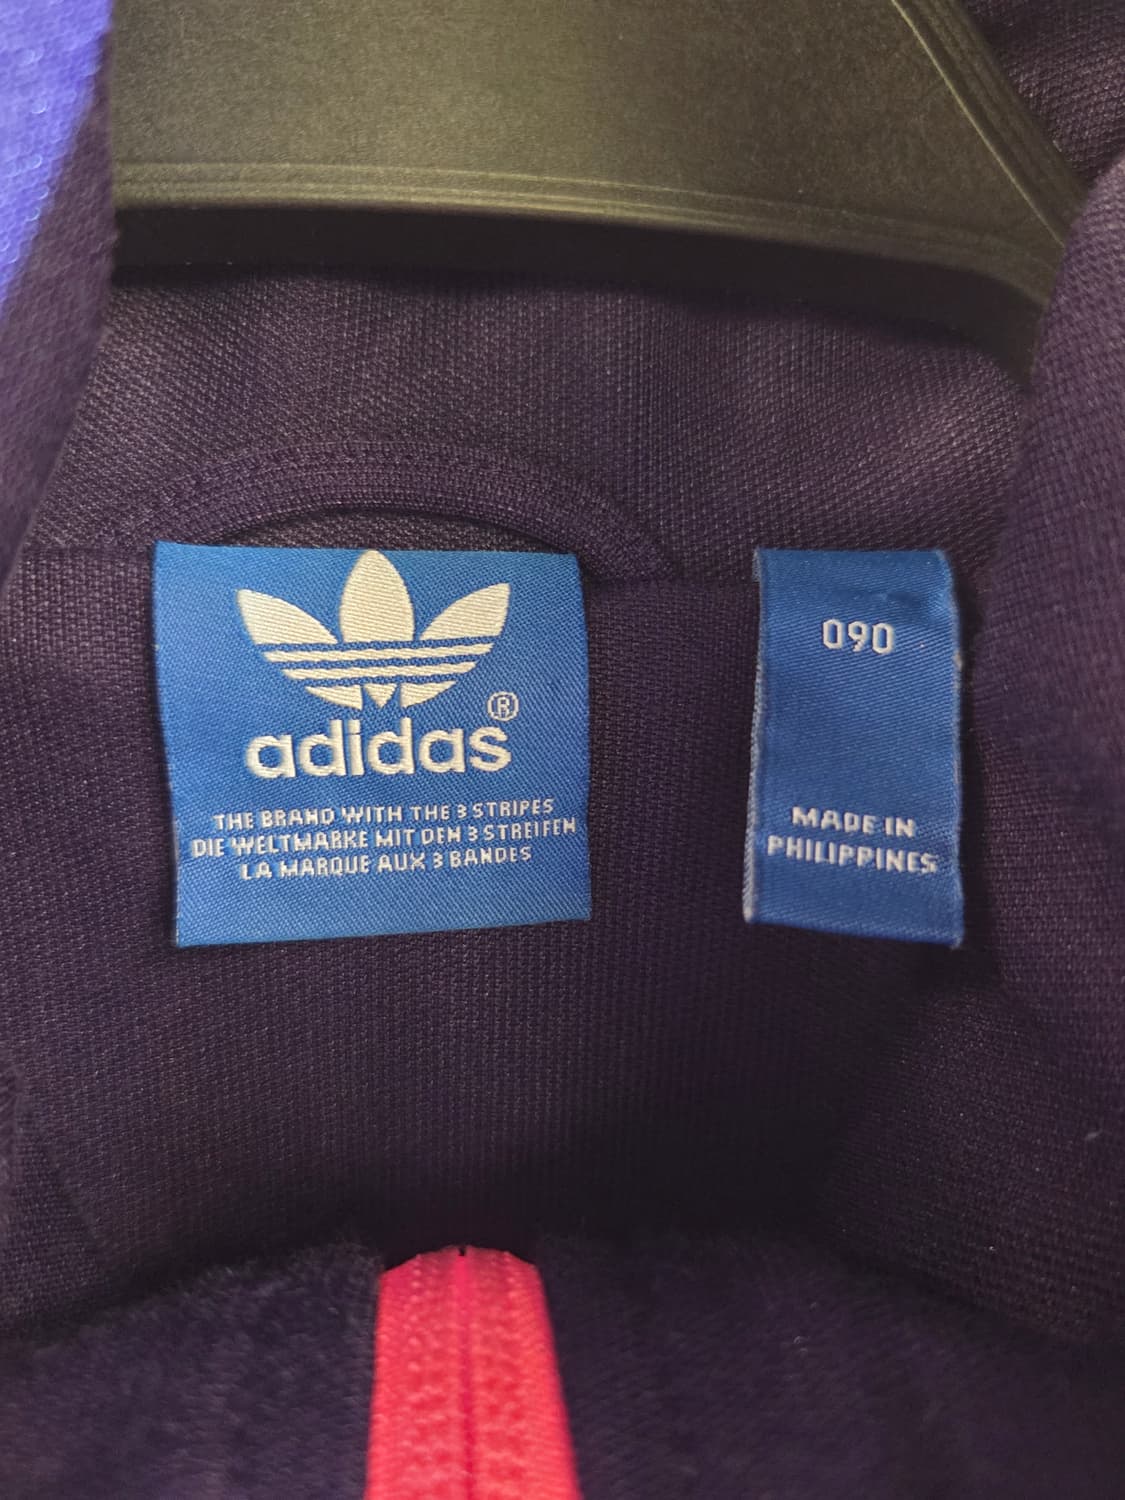 adidas®
THE BRAND WITH THE 3 STRIPES
DIE WELTMARKE MIT DEN 3 STREIFEN
LA MARQUE AUX 3 BANDES
090
MADE IN
PHILIPPINES